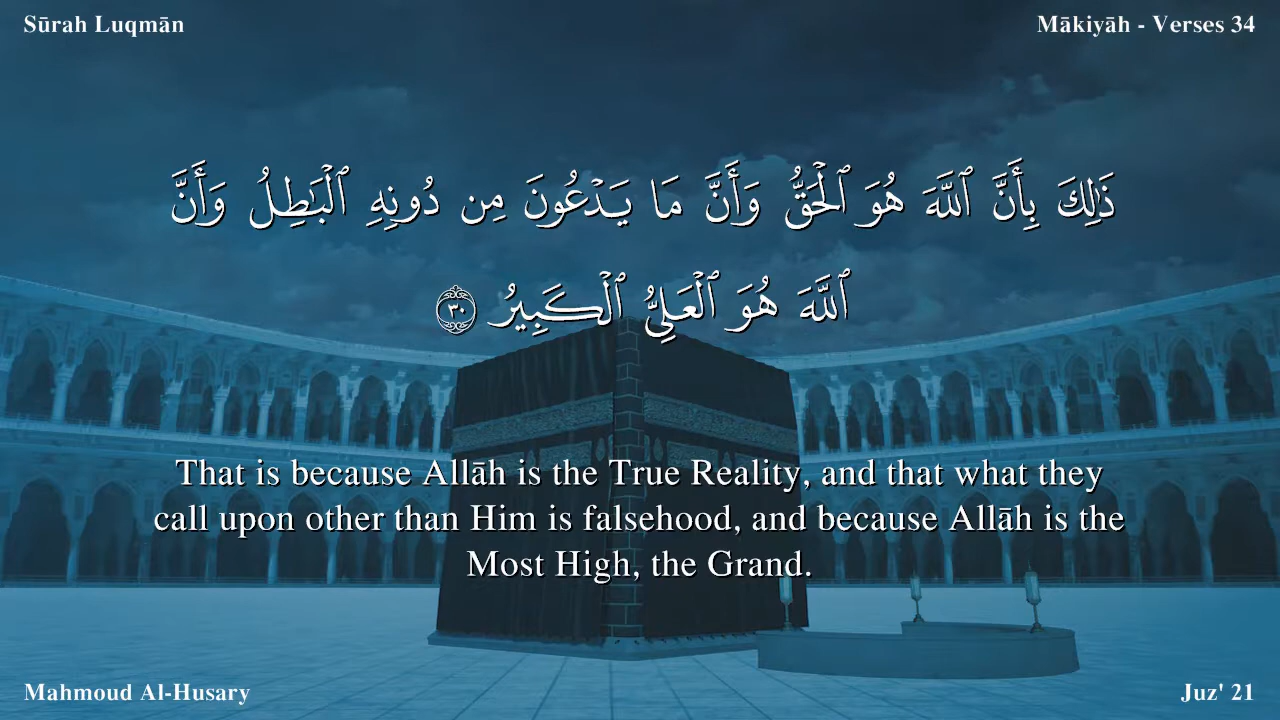 Sūrah Luqmān
Mākiyāh - Verses 34
ذَٰلِكَ بِأَنَّ ٱللَّهَ هُوَ ٱلْحَقُّ وَأَنَّ مَا يَدْعُونَ مِن دُونِهِ ٱلْبَٰطِلُ وَأَنَّ
ٱللَّهَ هُوَ ٱلْعَلِىُّ ٱلْكَبِيرُ ٣٠
That is because Allāh is the True Reality, and that what they
call upon other than Him is falsehood, and because Allāh is the
Most High, the Grand.
Mahmoud Al-Husary
Juz' 21